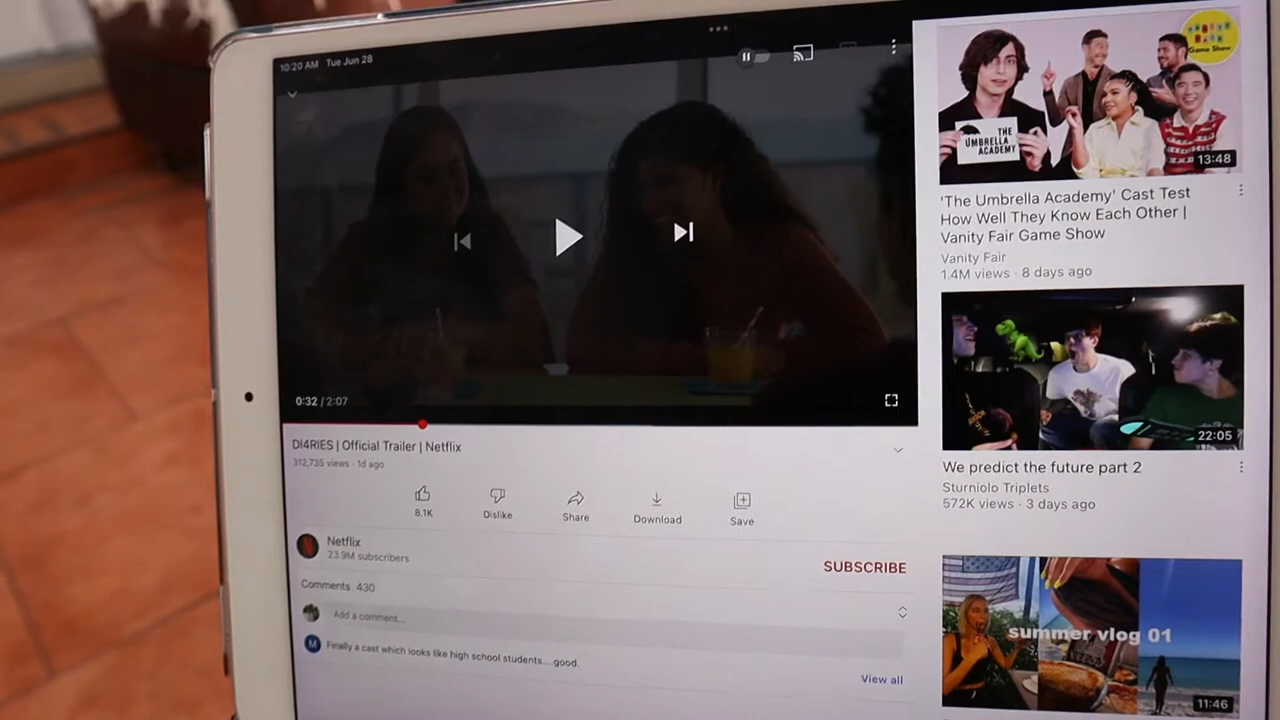 10:20 AM Tue Jun 28
0:32 / 2:07
DI4RIES | Official Trailer | Netflix
312,735 views · 1d ago
8.1K
Dislike
Share
Download
Save
Netflix
23.9M subscribers
SUBSCRIBE
Comments 430
Add a comment...
M
Finally a cast which looks like high school students....good.
View all
Game Show
THE
UMBRELLA
ACADEMY
13:48
'The Umbrella Academy' Cast Test
How Well They Know Each Other |
Vanity Fair Game Show
Vanity Fair
1.4M views · 8 days ago
22:05
We predict the future part 2
Sturniolo Triplets
572K views · 3 days ago
summer vlog 01
11:46